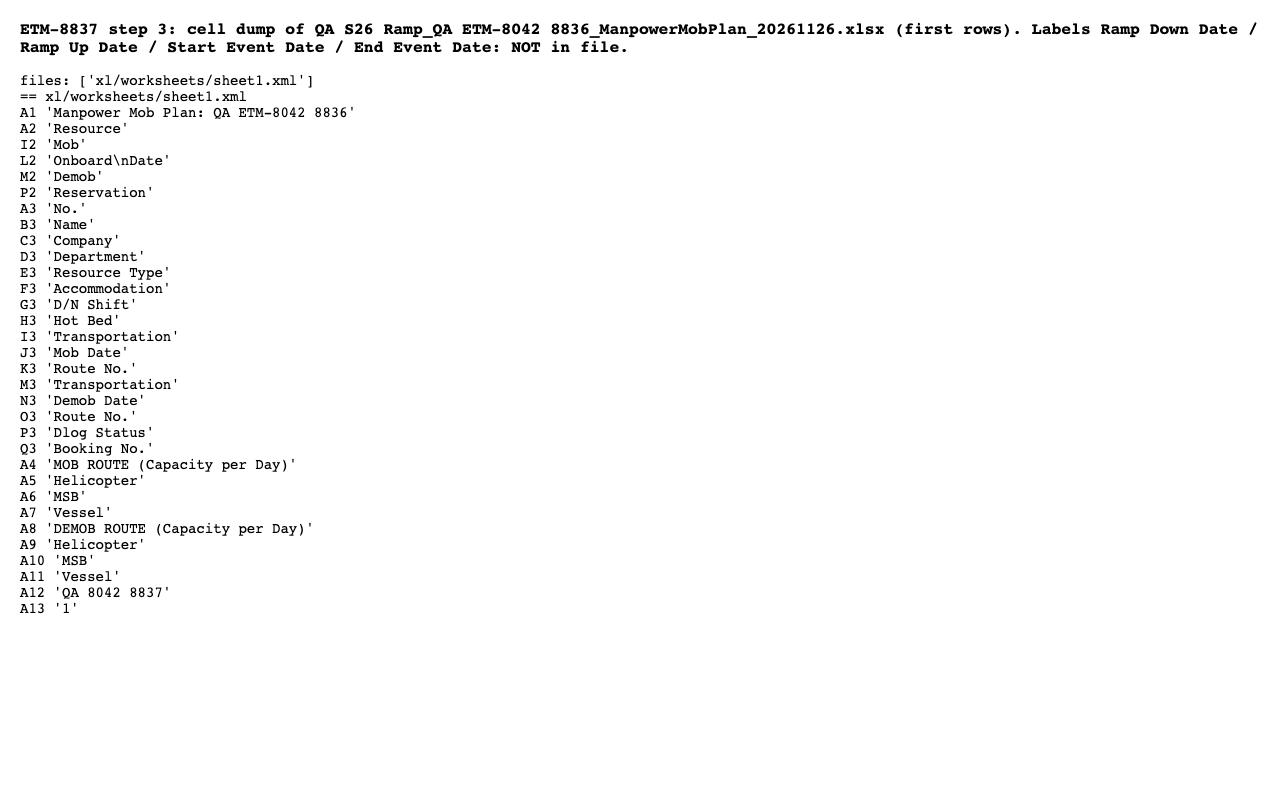 ETM-8837 step 3: cell dump of QA S26 Ramp_QA ETM-8042 8836_ManpowerMobPlan_20261126.xlsx (first rows). Labels Ramp Down Date /
Ramp Up Date / Start Event Date / End Event Date: NOT in file.
files: ['xl/worksheets/sheet1.xml']
== xl/worksheets/sheet1.xml
A1 'Manpower Mob Plan: QA ETM-8042 8836'
A2 'Resource'
I2 'Mob'
L2 'Onboard\nDate'
M2 'Demob'
P2 'Reservation'
A3 'No.'
B3 'Name'
C3 'Company'
D3 'Department'
E3 'Resource Type'
F3 'Accommodation'
G3 'D/N Shift'
H3 'Hot Bed'
I3 'Transportation'
J3 'Mob Date'
K3 'Route No.'
M3 'Transportation'
N3 'Demob Date'
O3 'Route No.'
P3 'Dlog Status'
Q3 'Booking No.'
A4 'MOB ROUTE (Capacity per Day)'
A5 'Helicopter'
A6 'MSB'
A7 'Vessel'
A8 'DEMOB ROUTE (Capacity per Day)'
A9 'Helicopter'
A10 'MSB'
A11 'Vessel'
A12 'QA 8042 8837'
A13 '1'